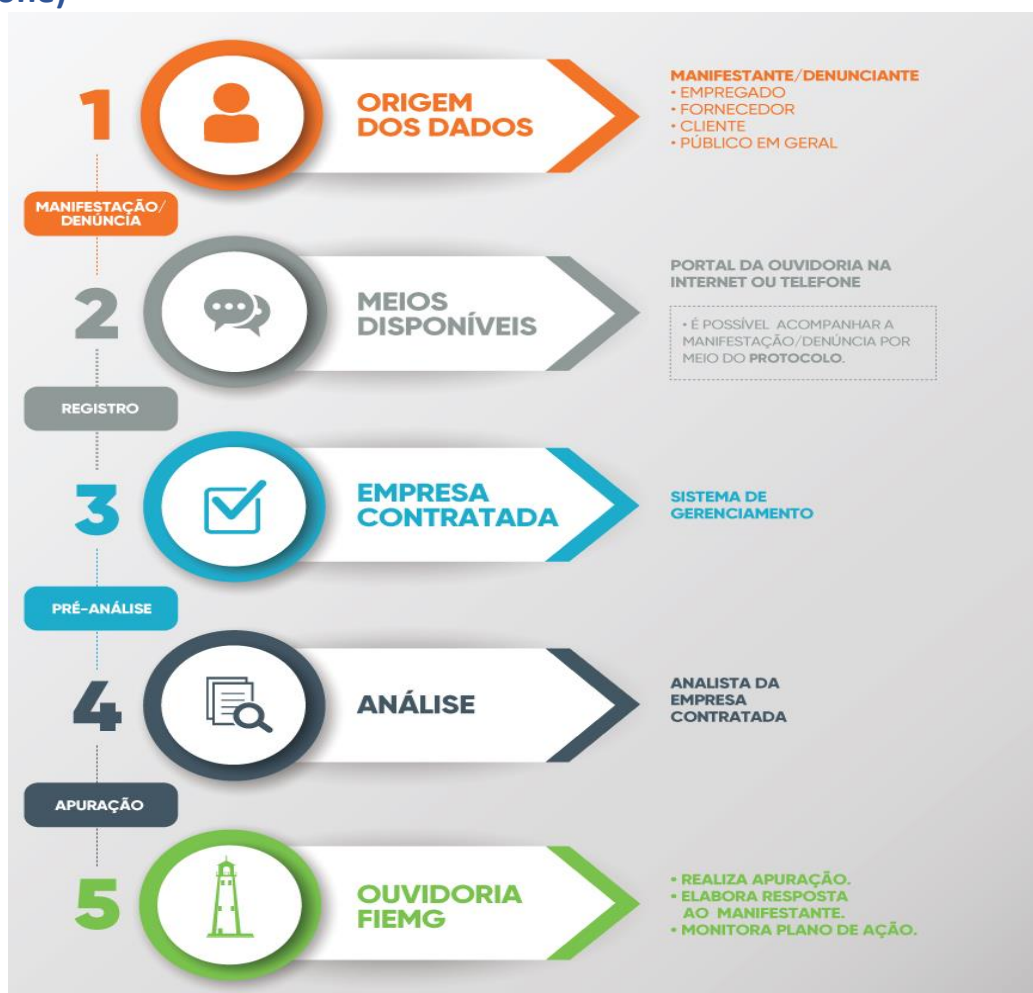 1
ORIGEM
DOS DADOS
MANIFESTANTE/DENUNCIANTE
• EMPREGADO
• FORNECEDOR
• CLIENTE
• PÚBLICO EM GERAL
MANIFESTAÇÃO/
DENÚNCIA
2
MEIOS
DISPONÍVEIS
PORTAL DA OUVIDORIA NA
INTERNET OU TELEFONE
• É POSSÍVEL ACOMPANHAR A
MANIFESTAÇÃO/DENÚNCIA POR
MEIO DO PROTOCOLO.
REGISTRO
3
EMPRESA
CONTRATADA
SISTEMA DE
GERENCIAMENTO
PRÉ-ANÁLISE
4
ANÁLISE
ANALISTA DA
EMPRESA
CONTRATADA
APURAÇÃO
5
OUVIDORIA
FIEMG
• REALIZA APURAÇÃO.
• ELABORA RESPOSTA
AO MANIFESTANTE.
• MONITORA PLANO DE AÇÃO.